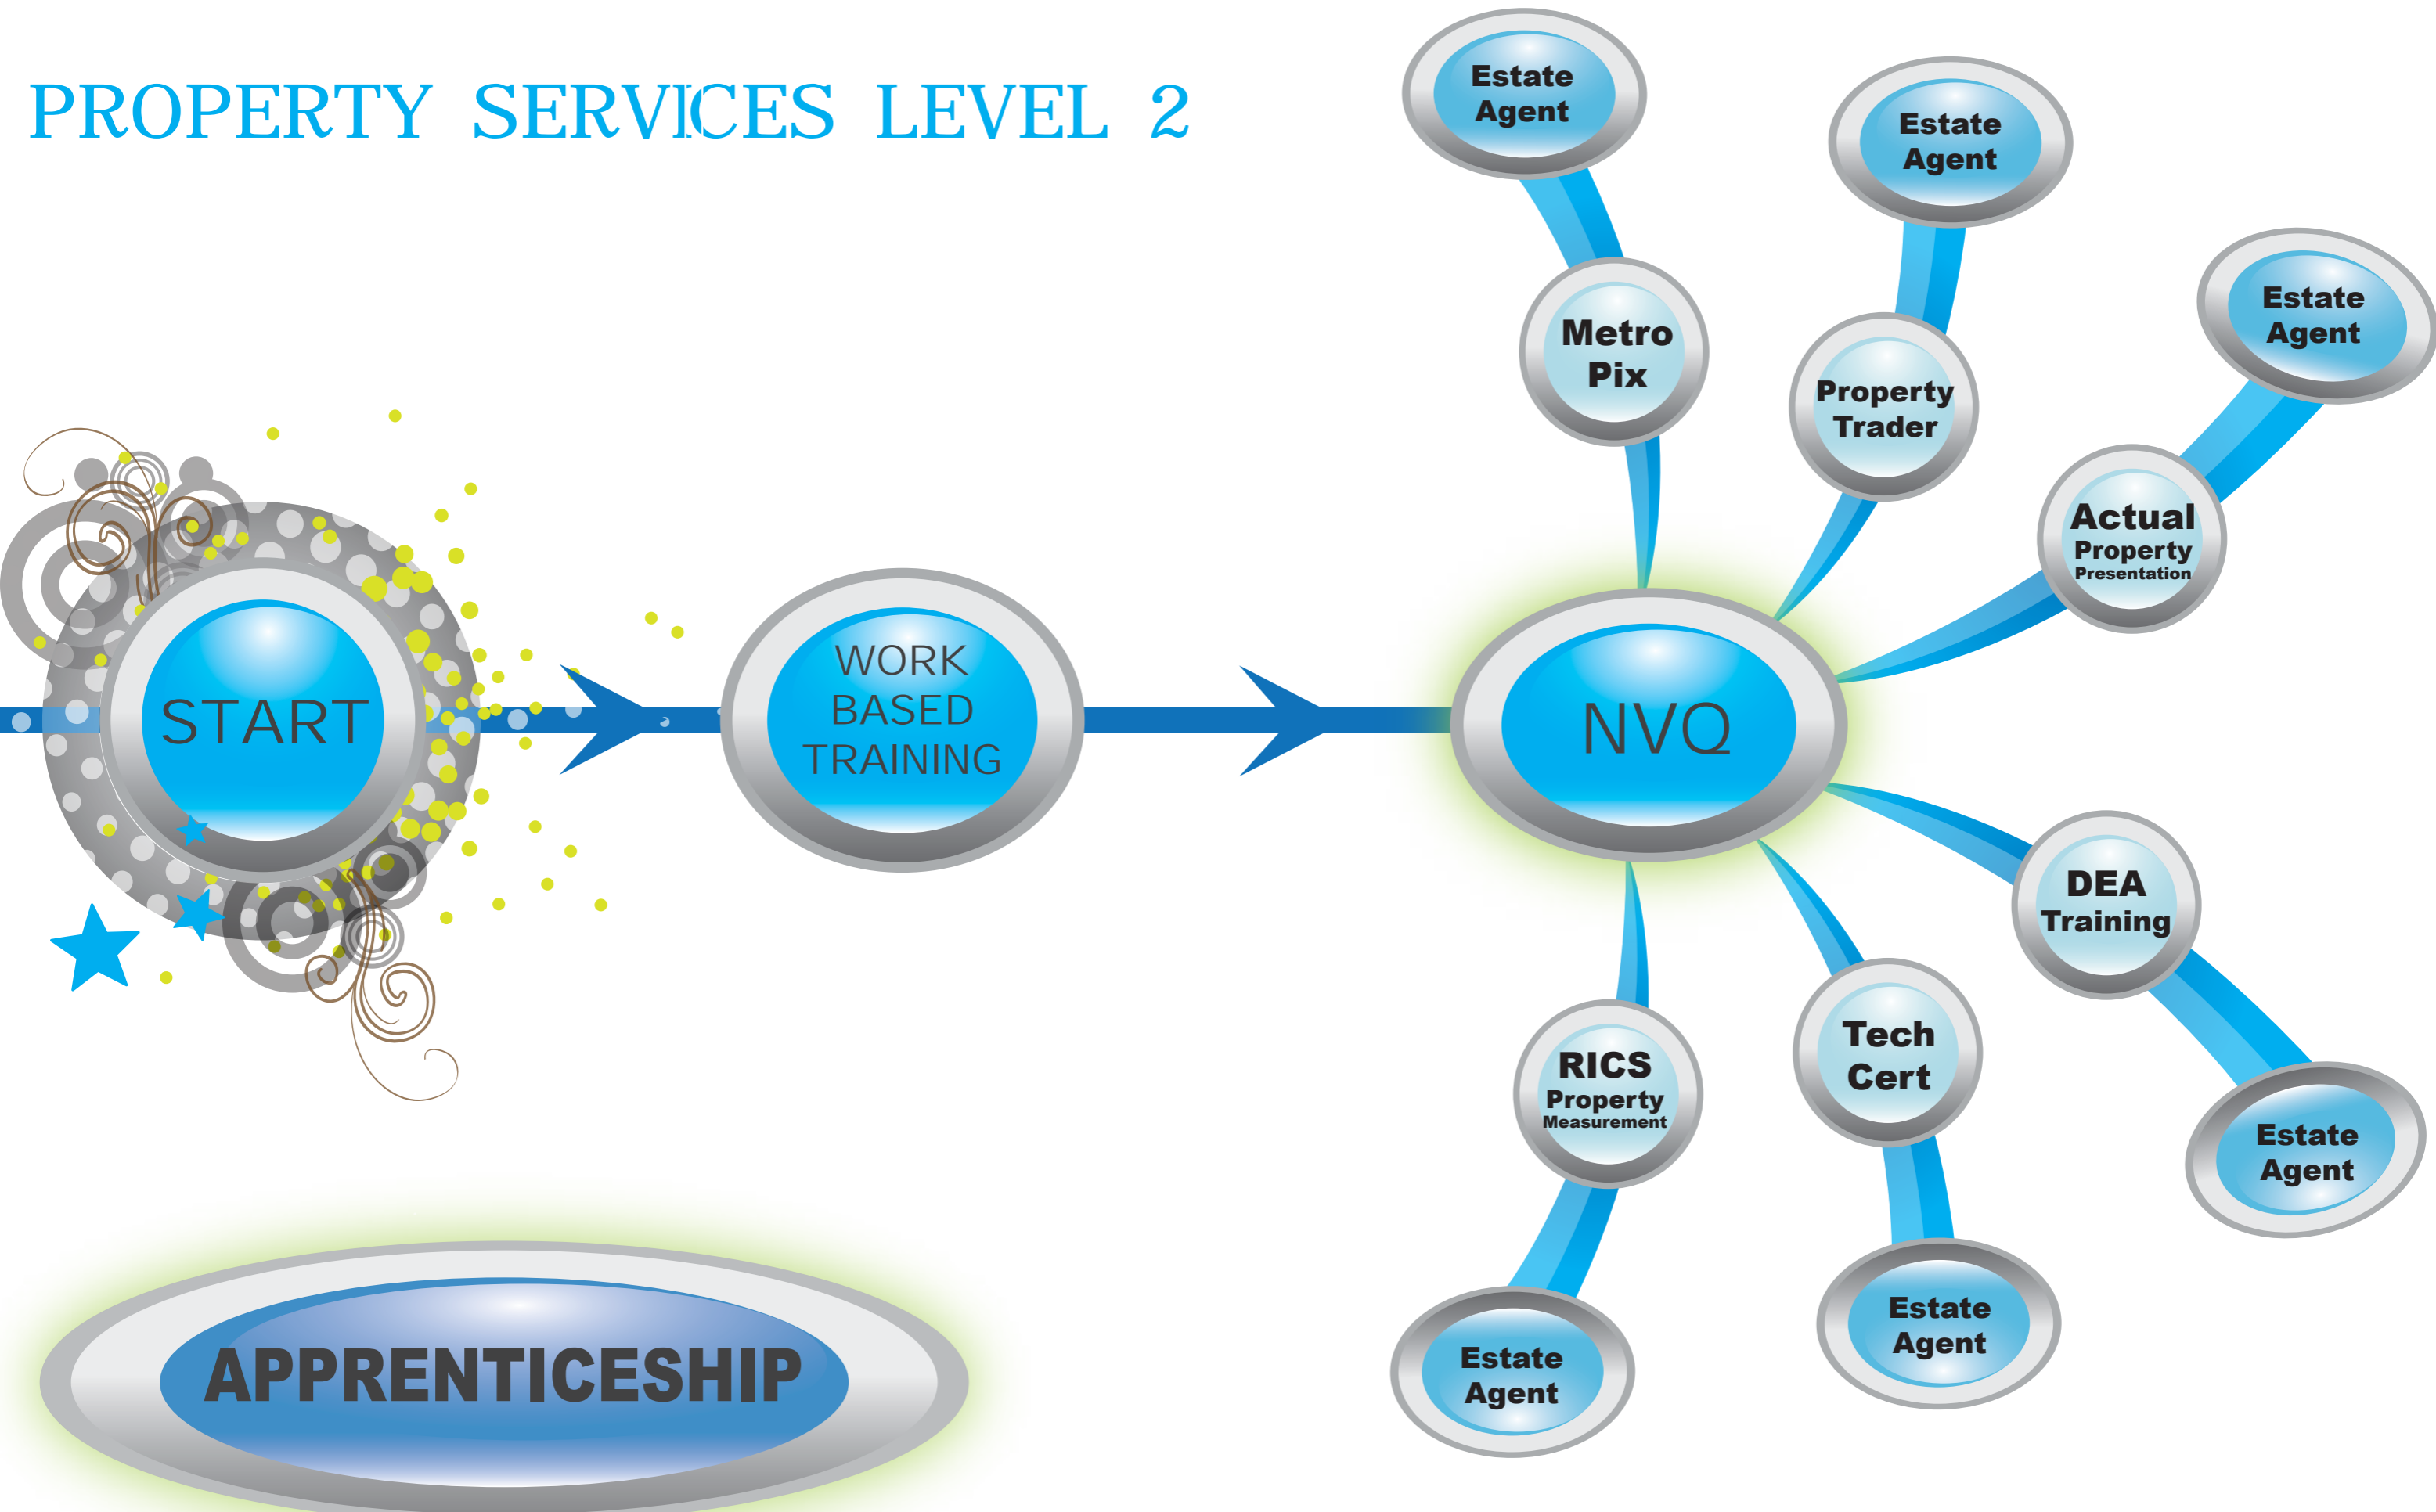 PROPERTY SERVICES LEVEL 2
Estate
Agent
Estate
Agent
Estate
Agent
Metro
Pix
Property
Trader
Actual
Property
Presentation
START
WORK
BASED
TRAINING
NVQ
DEA
Training
Tech
Cert
RICS
Property
Measurement
Estate
Agent
Estate
Agent
Estate
Agent
APPRENTICESHIP